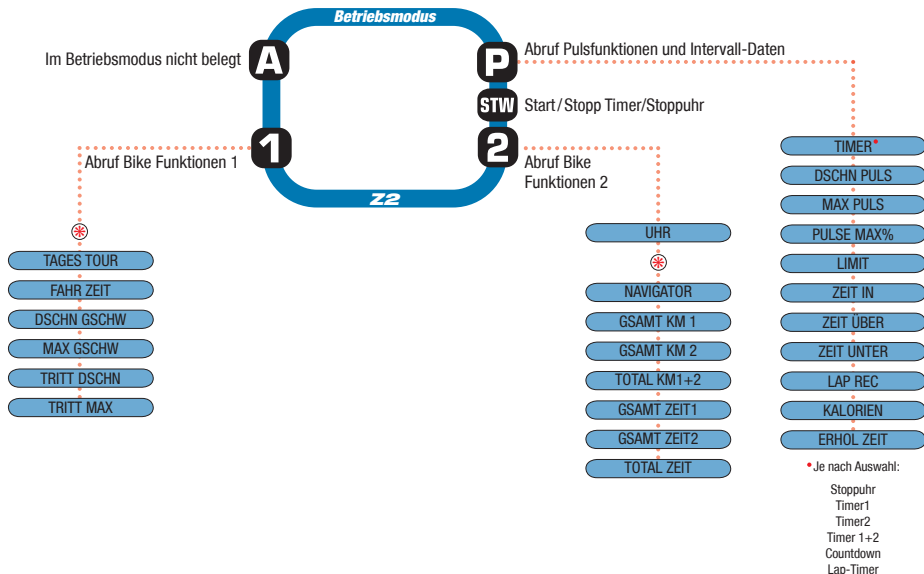 Betriebsmodus
Im Betriebsmodus nicht belegt
A
P
Abruf Pulsfunktionen und Intervall-Daten
STW
Start/Stopp Timer/Stoppuhr
1
Abruf Bike Funktionen 1
2
Abruf Bike
Funktionen 2
Z2
TAGES TOUR
FAHR ZEIT
DSCHN GSCHW
MAX GSCHW
TRITT DSCHN
TRITT MAX
UHR
NAVIGATOR
GSAMT KM 1
GSAMT KM 2
TOTAL KM1+2
GSAMT ZEIT1
GSAMT ZEIT2
TOTAL ZEIT
TIMER•
DSCHN PULS
MAX PULS
PULSE MAX%
LIMIT
ZEIT IN
ZEIT ÜBER
ZEIT UNTER
LAP REC
KALORIEN
ERHOL ZEIT
•Je nach Auswahl:
Stoppuhr
Timer1
Timer2
Timer 1+2
Countdown
Lap-Timer